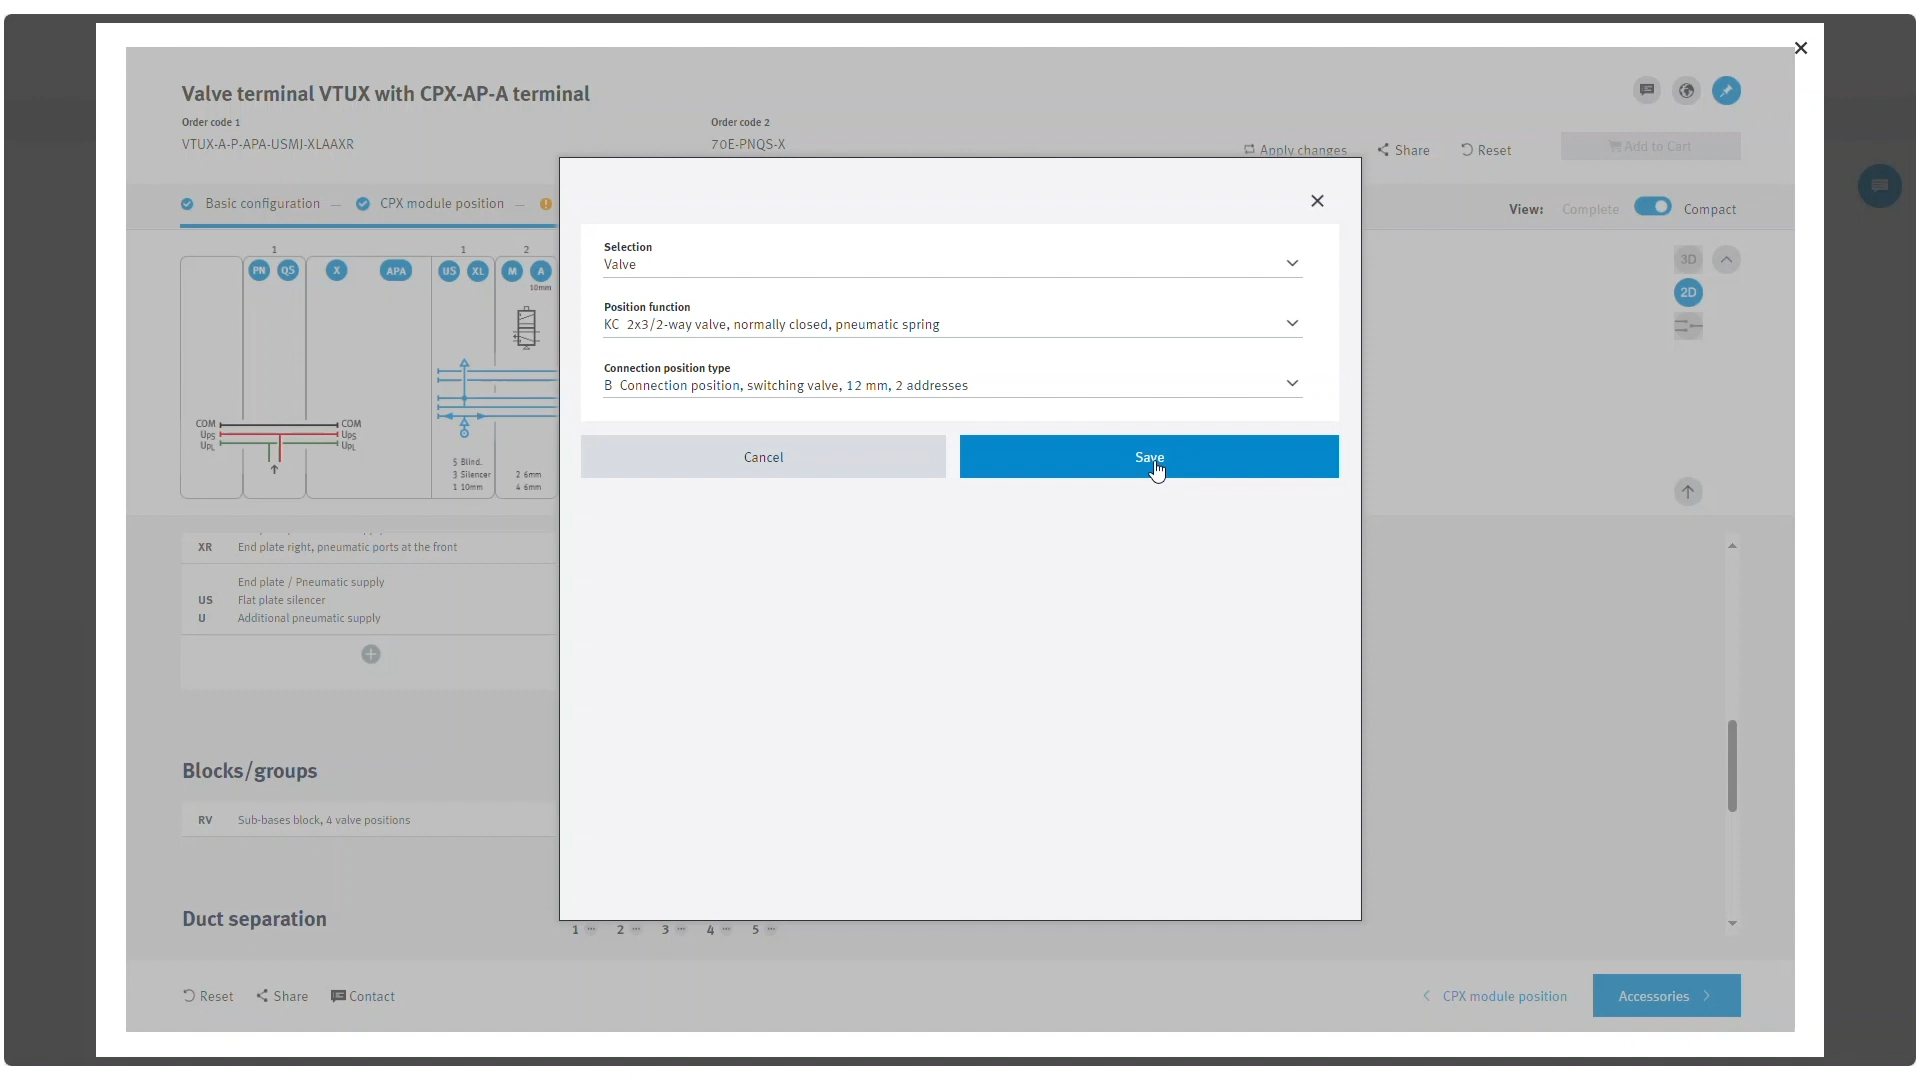 Valve terminal VTUX with CPX-AP-A terminal
Order code 1
VTUX-A-P-APA-USMJ-XLAAXR
Order code 2
70E-PNQS-X
Apply changes
Share
Reset
Add to Cart
Basic configuration
CPX module position
View:
Complete
Compact
1
1
2
PN
QS
X
APA
US
XL
M
A
10mm
3D
2D
COM
UPS
UPL
COM
UPS
UPL
5 Blind.
3 Silencer
1 10mm
2 6mm
4 6mm
Selection
Valve
Position function
KC 2x3/2-way valve, normally closed, pneumatic spring
Connection position type
B Connection position, switching valve, 12 mm, 2 addresses
Cancel
Save
XR End plate right, pneumatic ports at the front
End plate / Pneumatic supply
US Flat plate silencer
U Additional pneumatic supply
Blocks/groups
RV Sub-bases block, 4 valve positions
Duct separation
1 ... 2 ... 3 ... 4 ... 5 ...
Reset
Share
Contact
CPX module position
Accessories